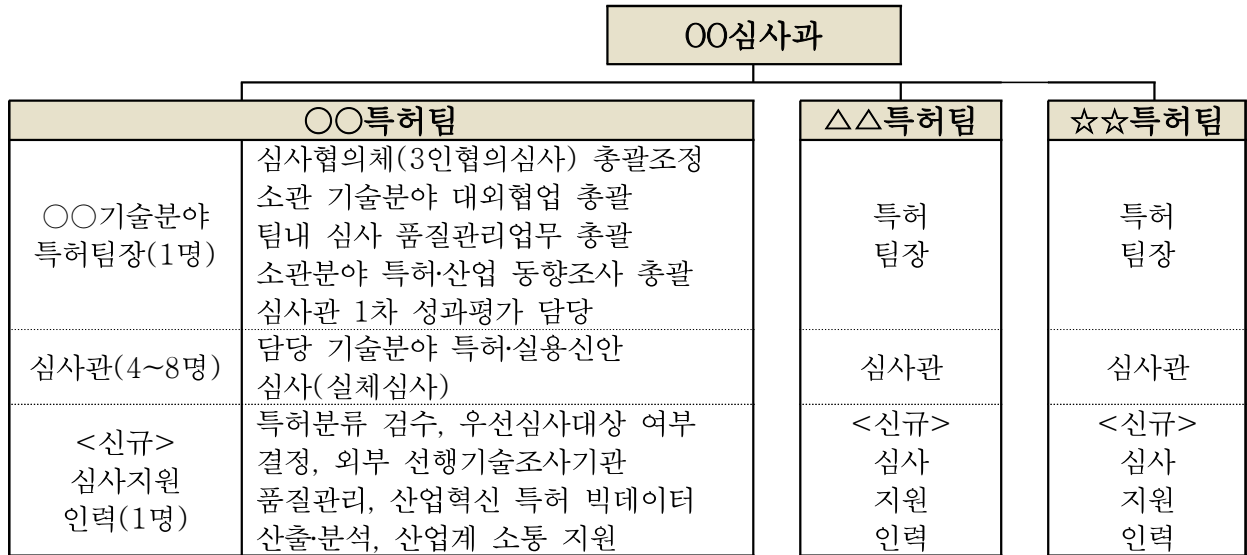 OO심사과
○○특허팀
○○기술분야
특허팀장(1명)
심사협의체(3인협의심사) 총괄조정
소관 기술분야 대외협업 총괄
팀내 심사 품질관리업무 총괄
소관분야 특허·산업 동향조사 총괄
심사관 1차 성과평가 담당
심사관(4~8명)
담당 기술분야 특허·실용신안
심사(실체심사)
<신규>
심사지원
인력(1명)
특허분류 검수, 우선심사대상 여부
결정, 외부 선행기술조사기관
품질관리, 산업혁신 특허 빅데이터
산출·분석, 산업계 소통 지원
△△특허팀
특허
팀장
심사관
<신규>
심사
지원
인력
☆☆특허팀
특허
팀장
심사관
<신규>
심사
지원
인력